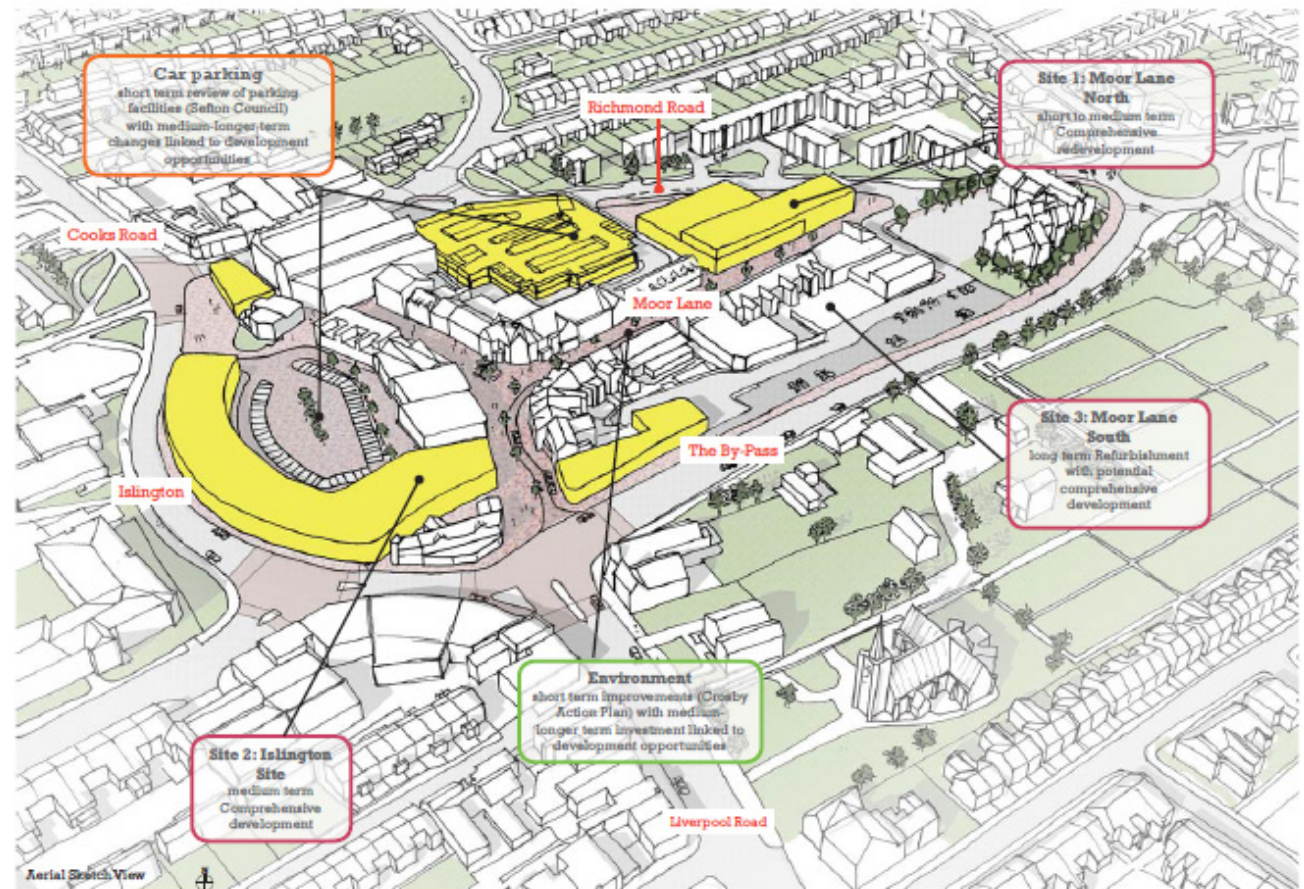 Car parking
short term review of parking
facilities (Sefton Council)
with medium-longer term
changes linked to development
opportunities
Richmond Road
Site 1: Moor Lane
North
short to medium term
Comprehensive
redevelopment
Cooks Road
Moor Lane
Site 3: Moor Lane
South
long term Refurbishment
with potential
comprehensive
development
The By-Pass
Islington
Environment
short term improvements (Crosby
Action Plan) with medium-
longer term investment linked to
development opportunities
Site 2: Islington
Site
medium term
Comprehensive
development
Liverpool Road
Aerial Sketch View